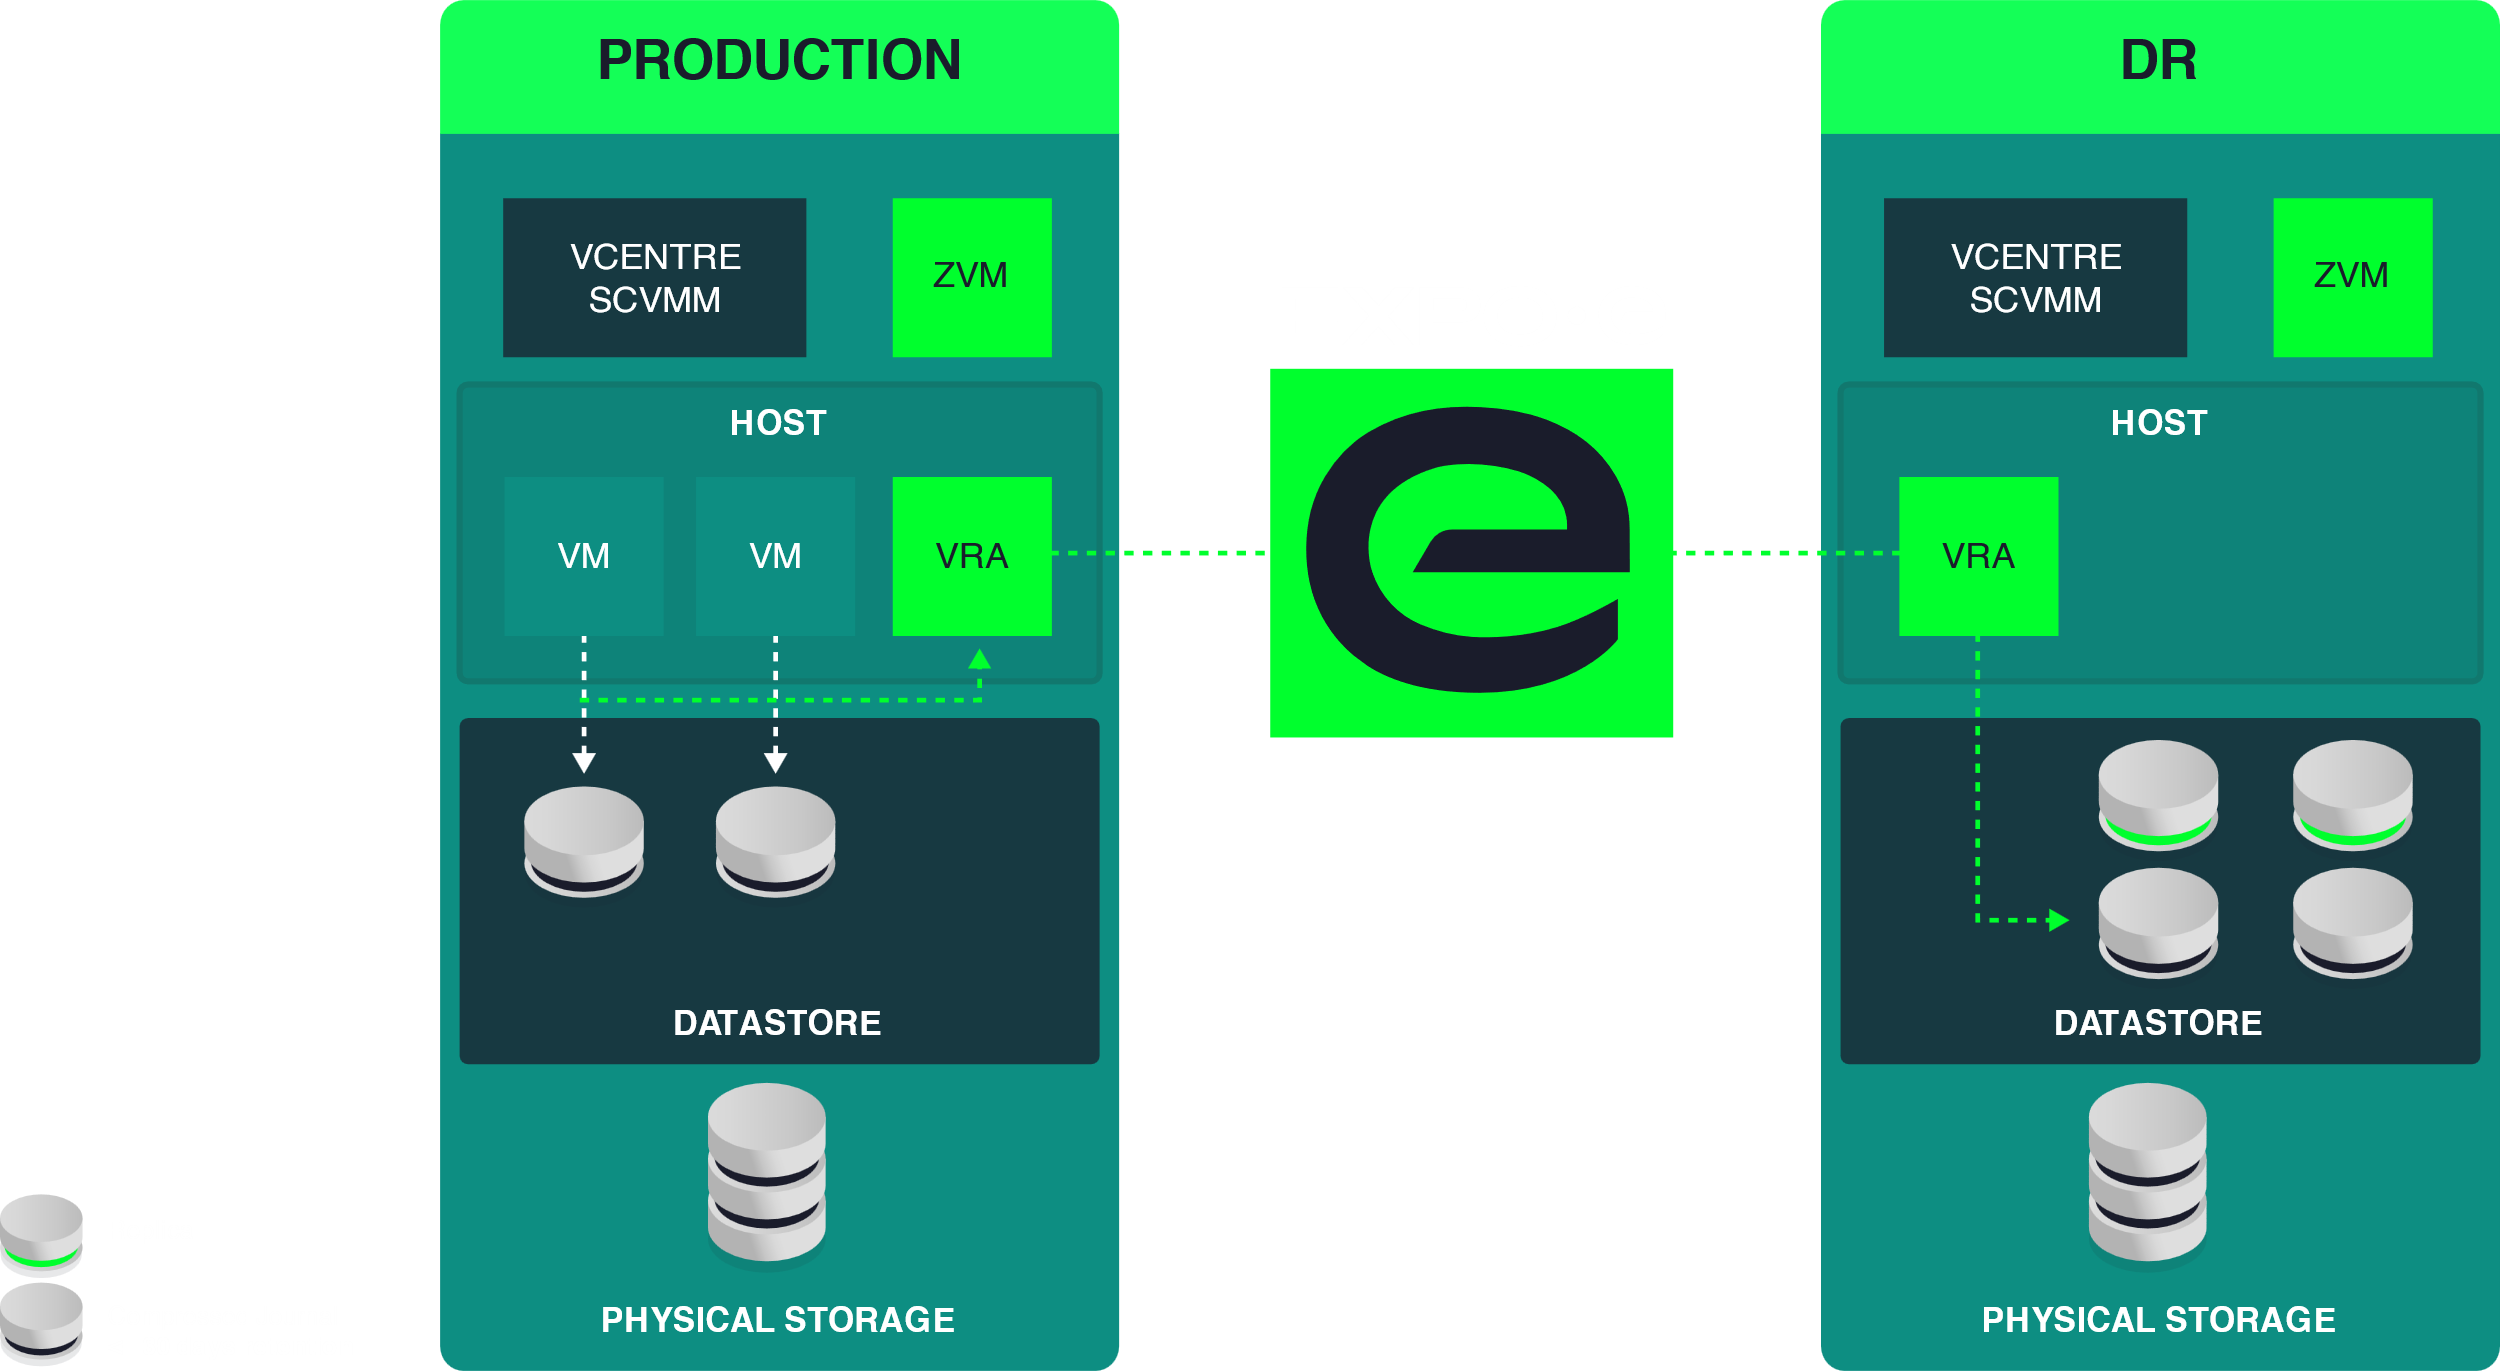 PRODUCTION
VCENTRE
SCVMM
ZVM
HOST
VM
VM
VRA
DATASTORE
PHYSICAL STORAGE
e
DR
VCENTRE
SCVMM
ZVM
HOST
VRA
DATASTORE
PHYSICAL STORAGE